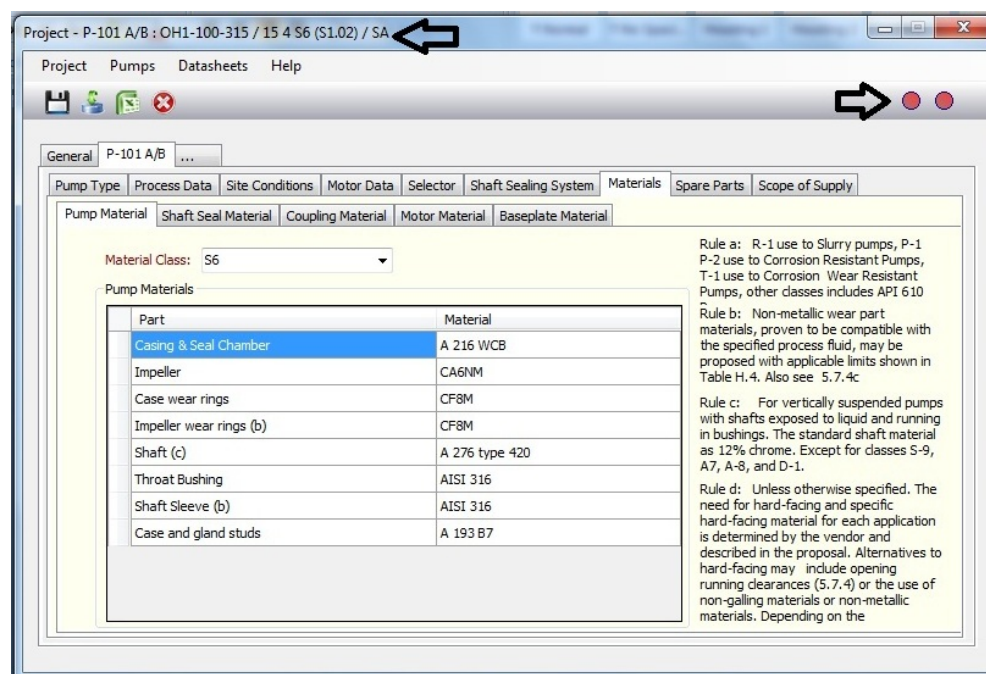 Project - P-101 A/B : OH1-100-315 / 15 4 S6 (S1.02) / SA
Project Pumps Datasheets Help
General P-101 A/B ...
Pump Type Process Data Site Conditions Motor Data Selector Shaft Sealing System Materials Spare Parts Scope of Supply
Pump Material Shaft Seal Material Coupling Material Motor Material Baseplate Material
Material Class: S6
Pump Materials
Part Material
Casing & Seal Chamber A 216 WCB
Impeller CA6NM
Case wear rings CF8M
Impeller wear rings (b) CF8M
Shaft (c) A 276 type 420
Throat Bushing AISI 316
Shaft Sleeve (b) AISI 316
Case and gland studs A 193 B7
Rule a: R-1 use to Slurry pumps, P-1
P-2 use to Corrosion Resistant Pumps,
T-1 use to Corrosion Wear Resistant
Pumps, other classes includes API 610
Rule b: Non-metallic wear part
materials, proven to be compatible with
the specified process fluid, may be
proposed with applicable limits shown in
Table H.4. Also see 5.7.4c
Rule c: For vertically suspended pumps
with shafts exposed to liquid and running
in bushings. The standard shaft material
as 12% chrome. Except for classes S-9,
A7, A-8, and D-1.
Rule d: Unless otherwise specified. The
need for hard-facing and specific
hard-facing material for each application
is determined by the vendor and
described in the proposal. Alternatives to
hard-facing may include opening
running clearances (5.7.4) or the use of
non-galling materials or non-metallic
materials. Depending on the